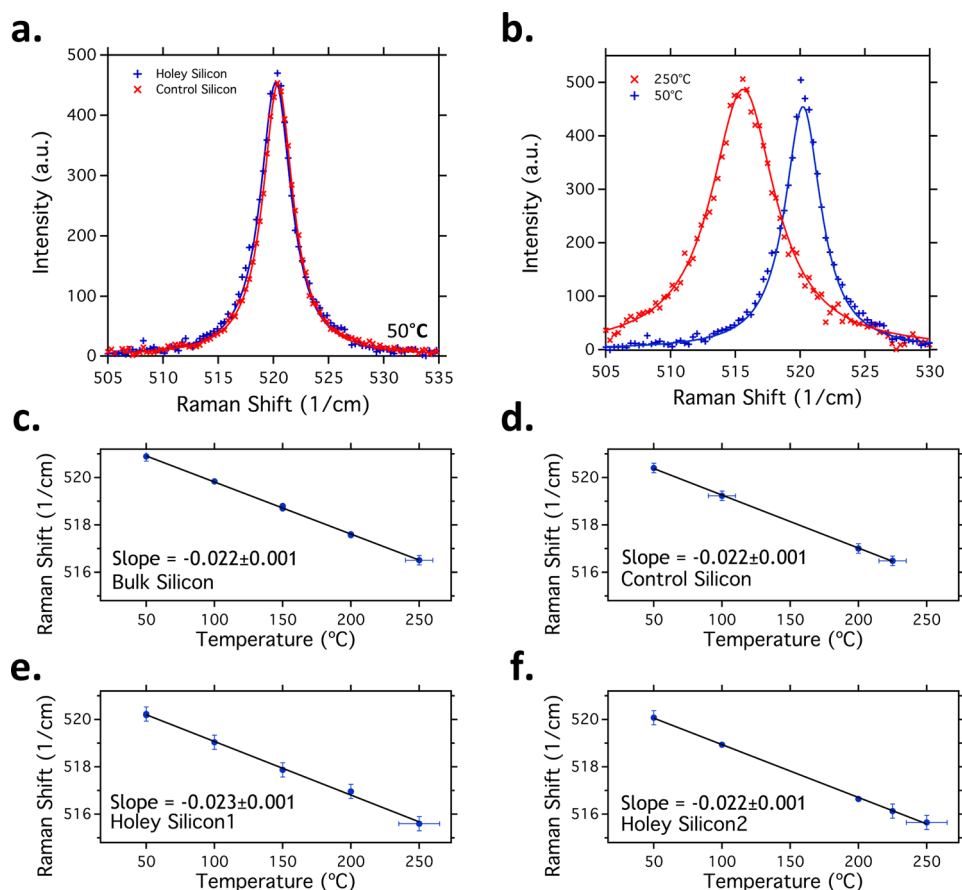 a.
500
400
300
200
100
0
Intensity (a.u.)
+ Holey Silicon
× Control Silicon
50°C
505 510 515 520 525 530 535
Raman Shift (1/cm)
b.
500
400
300
200
100
0
Intensity (a.u.)
× 250°C
+ 50°C
505 510 515 520 525 530
Raman Shift (1/cm)
c.
520
518
516
Raman Shift (1/cm)
Slope = -0.022±0.001
Bulk Silicon
50 100 150 200 250
Temperature (ºC)
d.
520
518
516
Raman Shift (1/cm)
Slope = -0.022±0.001
Control Silicon
50 100 150 200 250
Temperature (ºC)
e.
520
518
516
Raman Shift (1/cm)
Slope = -0.023±0.001
Holey Silicon1
50 100 150 200 250
Temperature (ºC)
f.
520
518
516
Raman Shift (1/cm)
Slope = -0.022±0.001
Holey Silicon2
50 100 150 200 250
Temperature (ºC)